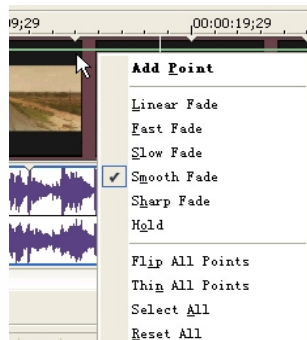 09;29
00:00:19;29
Add Point
Linear Fade
Fast Fade
Slow Fade
Smooth Fade
Sharp Fade
Hold
Flip All Points
Thin All Points
Select All
Reset All